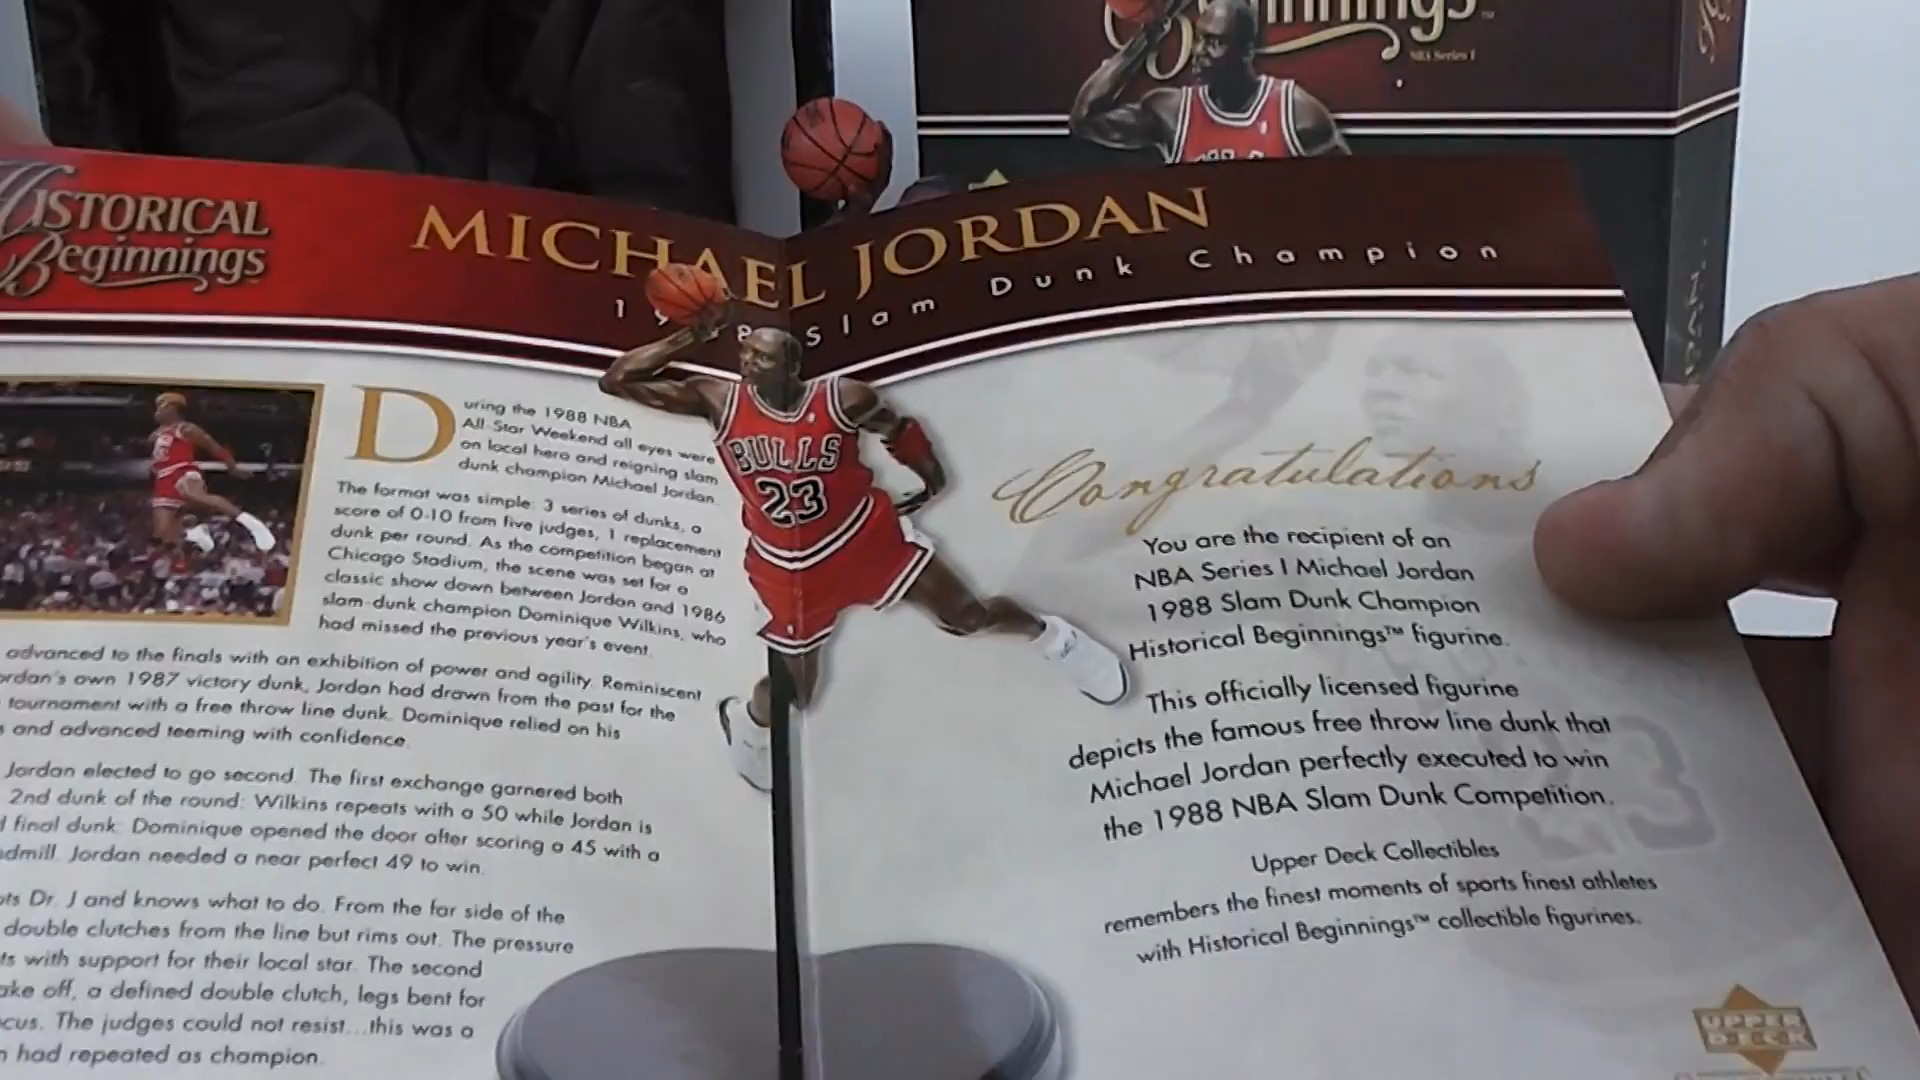 Beginnings™
NBA Series I
HISTORICAL
Beginnings
MICHAEL JORDAN
1988 Slam Dunk Champion
During the 1988 NBA
All-Star Weekend all eyes were
on local hero and reigning slam
dunk champion Michael Jordan.
The format was simple: 3 series of dunks, a
score of 0-10 from five judges, 1 replacement
dunk per round. As the competition began at
Chicago Stadium, the scene was set for a
classic show down between Jordan and 1986
slam-dunk champion Dominique Wilkins, who
had missed the previous year's event.
advanced to the finals with an exhibition of power and agility. Reminiscent
ordan's own 1987 victory dunk, Jordan had drawn from the past for the
tournament with a free throw line dunk. Dominique relied on his
and advanced teeming with confidence.
Jordan elected to go second. The first exchange garnered both
2nd dunk of the round: Wilkins repeats with a 50 while Jordan is
final dunk: Dominique opened the door after scoring a 45 with a
dmill. Jordan needed a near perfect 49 to win.
ots Dr. J and knows what to do. From the far side of the
double clutches from the line but rims out. The pressure
ts with support for their local star. The second
ake off, a defined double clutch, legs bent for
cus. The judges could not resist...this was a
n had repeated as champion.
BULLS
23
Congratulations
You are the recipient of an
NBA Series I Michael Jordan
1988 Slam Dunk Champion
Historical Beginnings™ figurine.
This officially licensed figurine
depicts the famous free throw line dunk that
Michael Jordan perfectly executed to win
the 1988 NBA Slam Dunk Competition.
Upper Deck Collectibles
remembers the finest moments of sports finest athletes
with Historical Beginnings™ collectible figurines.
23
UPPER
DECK